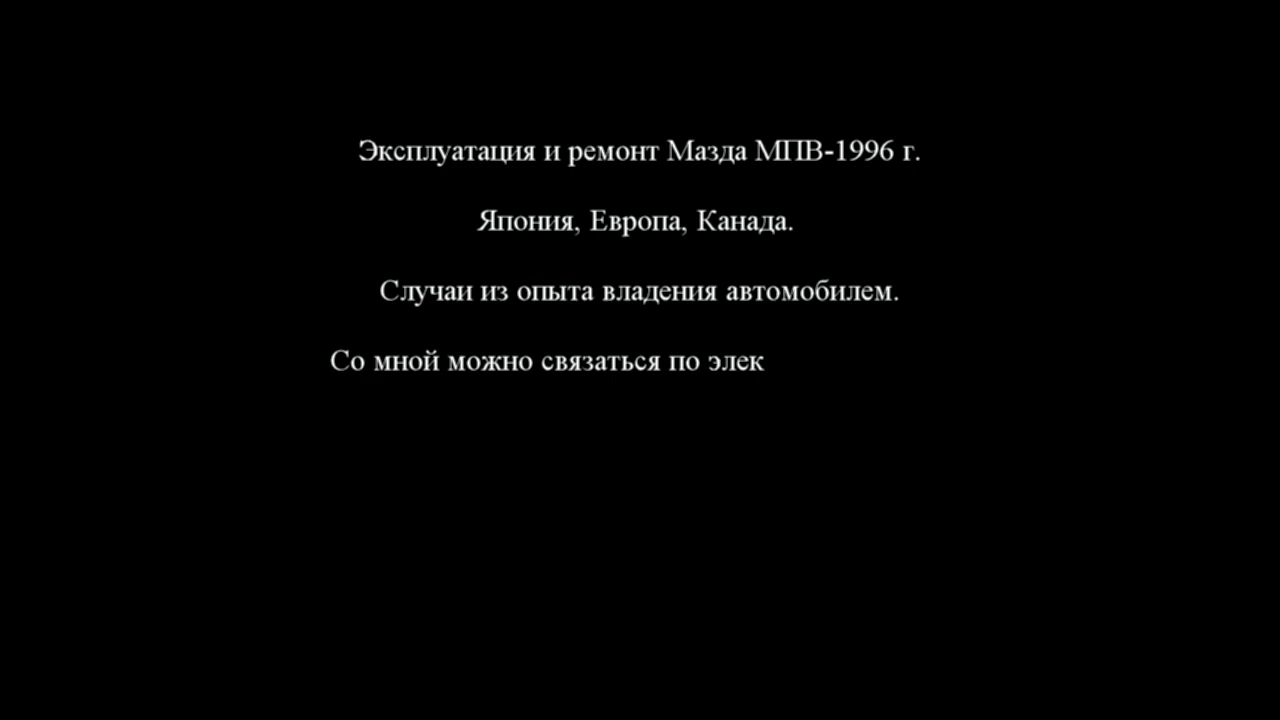 Эксплуатация и ремонт Мазда МПВ-1996 г.
Япония, Европа, Канада.
Случаи из опыта владения автомобилем.
Со мной можно связаться по элек